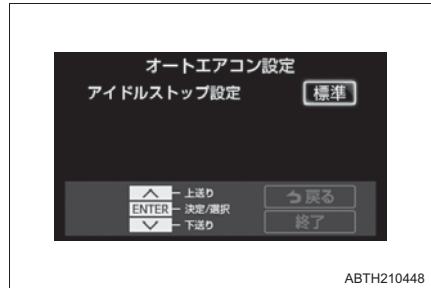 オートエアコン設定
アイドルストップ設定 標準
上送り
ENTER 決定/選択
下送り
戻る
終了
ABTH210448